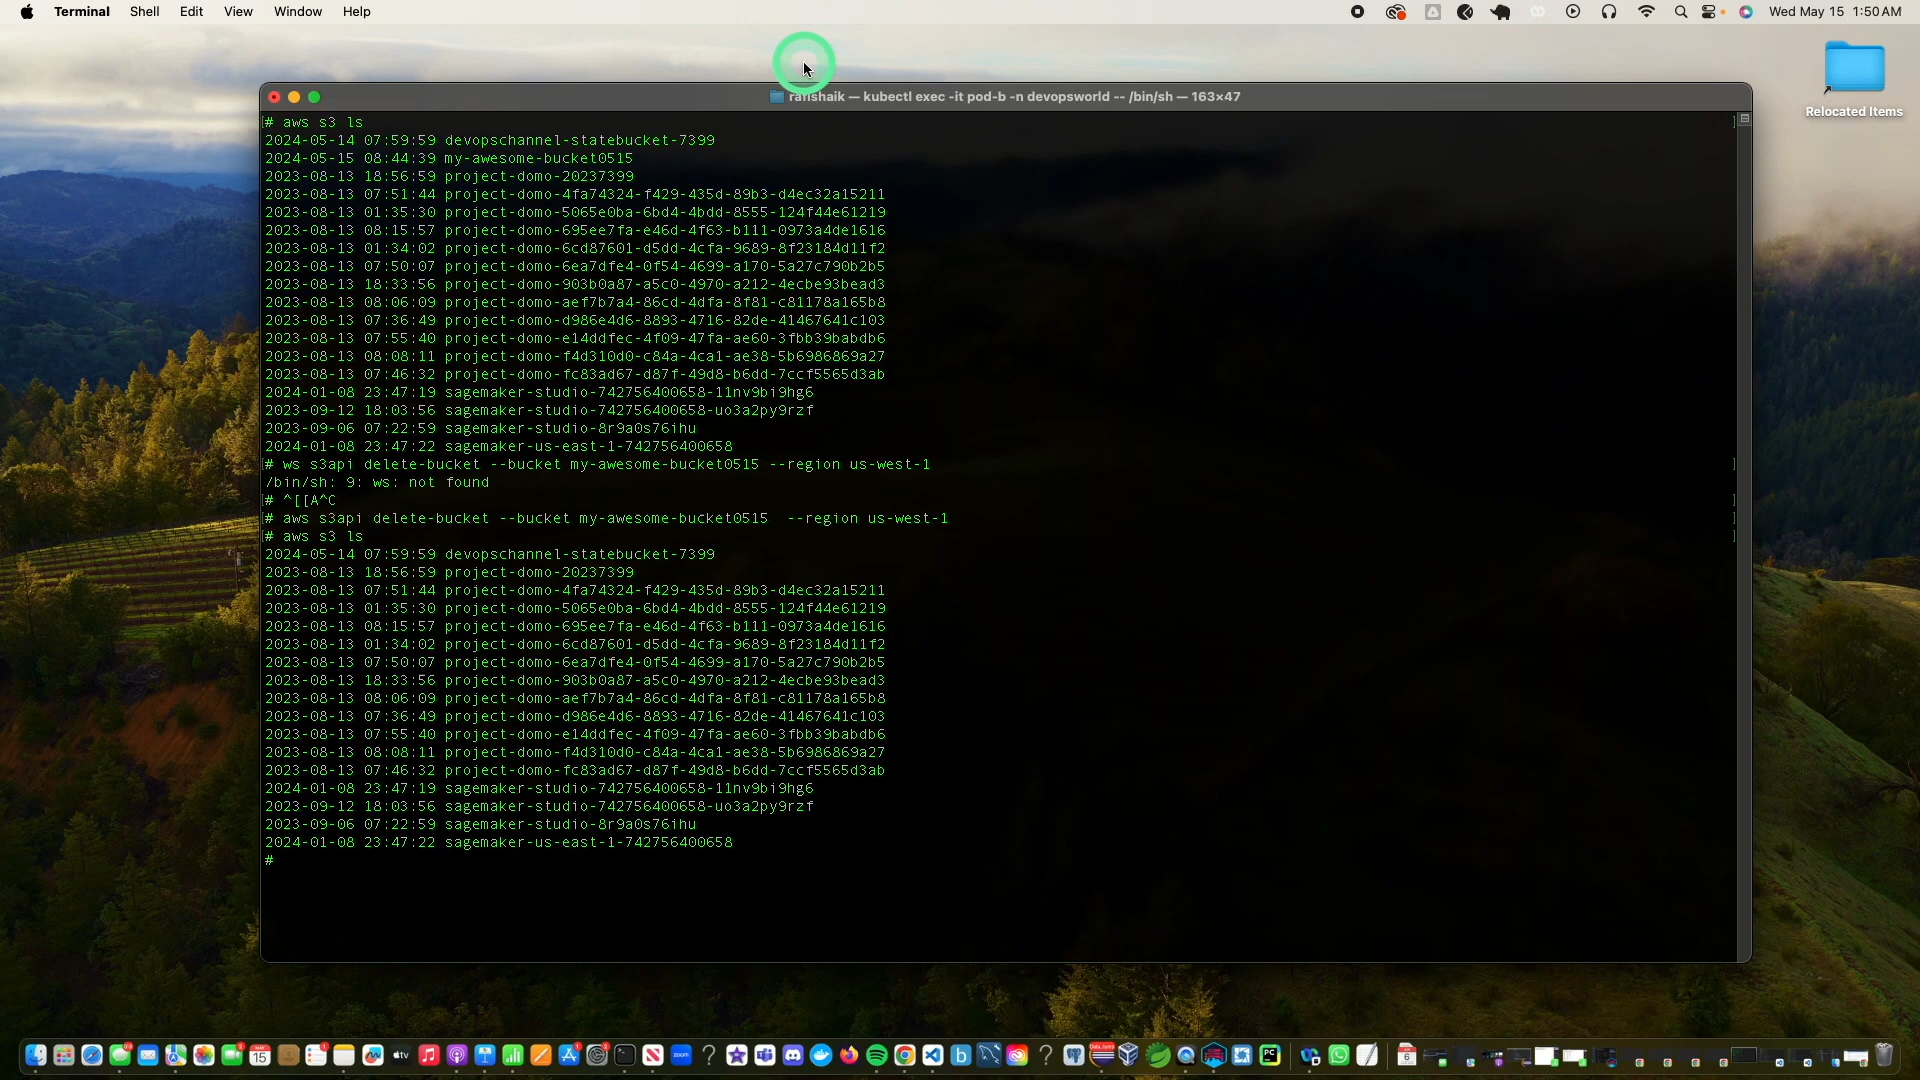 Terminal Shell Edit View Window Help Wed May 15 1:50 AM
Relocated Items
rafishaik — kubectl exec -it pod-b -n devopsworld -- /bin/sh — 163×47
# aws s3 ls
2024-05-14 07:59:59 devopschannel-statebucket-7399
2024-05-15 08:44:39 my-awesome-bucket0515
2023-08-13 18:56:59 project-domo-20237399
2023-08-13 07:51:44 project-domo-4fa74324-f429-435d-89b3-d4ec32a15211
2023-08-13 01:35:30 project-domo-5065e0ba-6bd4-4bdd-8555-124f44e61219
2023-08-13 08:15:57 project-domo-695ee7fa-e46d-4f63-b111-0973a4de1616
2023-08-13 01:34:02 project-domo-6cd87601-d5dd-4cfa-9689-8f23184d11f2
2023-08-13 07:50:07 project-domo-6ea7dfe4-0f54-4699-a170-5a27c790b2b5
2023-08-13 18:33:56 project-domo-903b0a87-a5c0-4970-a212-4ecbe93bead3
2023-08-13 08:06:09 project-domo-aef7b7a4-86cd-4dfa-8f81-c81178a165b8
2023-08-13 07:36:49 project-domo-d986e4d6-8893-4716-82de-41467641c103
2023-08-13 07:55:40 project-domo-e14ddfec-4f09-47fa-ae60-3fbb39babdb6
2023-08-13 08:08:11 project-domo-f4d310d0-c84a-4ca1-ae38-5b6986869a27
2023-08-13 07:46:32 project-domo-fc83ad67-d87f-49d8-b6dd-7ccf5565d3ab
2024-01-08 23:47:19 sagemaker-studio-742756400658-11nv9bi9hg6
2023-09-12 18:03:56 sagemaker-studio-742756400658-uo3a2py9rzf
2023-09-06 07:22:59 sagemaker-studio-8r9a0s76ihu
2024-01-08 23:47:22 sagemaker-us-east-1-742756400658
# ws s3api delete-bucket --bucket my-awesome-bucket0515 --region us-west-1
/bin/sh: 9: ws: not found
# ^[[A^C
# aws s3api delete-bucket --bucket my-awesome-bucket0515  --region us-west-1
# aws s3 ls
2024-05-14 07:59:59 devopschannel-statebucket-7399
2023-08-13 18:56:59 project-domo-20237399
2023-08-13 07:51:44 project-domo-4fa74324-f429-435d-89b3-d4ec32a15211
2023-08-13 01:35:30 project-domo-5065e0ba-6bd4-4bdd-8555-124f44e61219
2023-08-13 08:15:57 project-domo-695ee7fa-e46d-4f63-b111-0973a4de1616
2023-08-13 01:34:02 project-domo-6cd87601-d5dd-4cfa-9689-8f23184d11f2
2023-08-13 07:50:07 project-domo-6ea7dfe4-0f54-4699-a170-5a27c790b2b5
2023-08-13 18:33:56 project-domo-903b0a87-a5c0-4970-a212-4ecbe93bead3
2023-08-13 08:06:09 project-domo-aef7b7a4-86cd-4dfa-8f81-c81178a165b8
2023-08-13 07:36:49 project-domo-d986e4d6-8893-4716-82de-41467641c103
2023-08-13 07:55:40 project-domo-e14ddfec-4f09-47fa-ae60-3fbb39babdb6
2023-08-13 08:08:11 project-domo-f4d310d0-c84a-4ca1-ae38-5b6986869a27
2023-08-13 07:46:32 project-domo-fc83ad67-d87f-49d8-b6dd-7ccf5565d3ab
2024-01-08 23:47:19 sagemaker-studio-742756400658-11nv9bi9hg6
2023-09-12 18:03:56 sagemaker-studio-742756400658-uo3a2py9rzf
2023-09-06 07:22:59 sagemaker-studio-8r9a0s76ihu
2024-01-08 23:47:22 sagemaker-us-east-1-742756400658
#